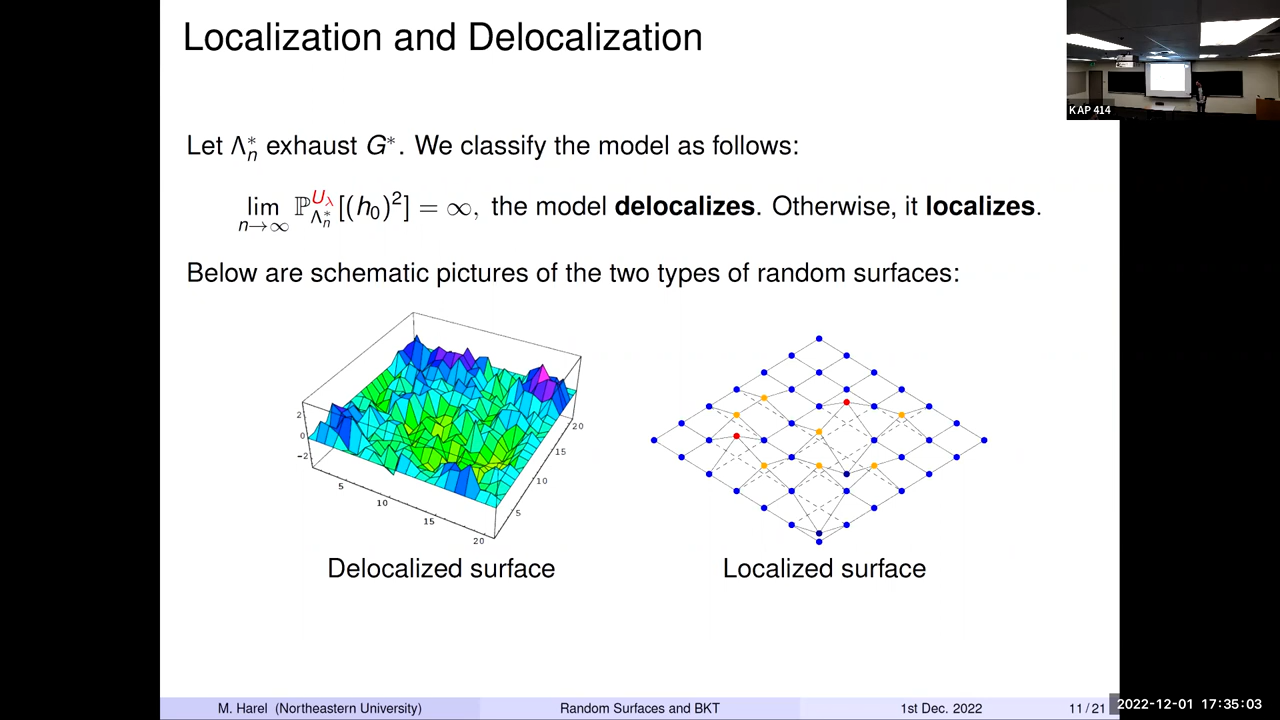 Localization and Delocalization
KAP 414
Let Λ*ₙ exhaust G*. We classify the model as follows:
lim n→∞ ℙ^{U_λ}_{Λ*ₙ}[(h₀)²] = ∞, the model delocalizes. Otherwise, it localizes.
Below are schematic pictures of the two types of random surfaces:
2
0
−2
5
10
15
20
5
10
15
20
Delocalized surface
Localized surface
M. Harel (Northeastern University)
Random Surfaces and BKT
1st Dec. 2022
11 / 21
2022-12-01 17:35:03